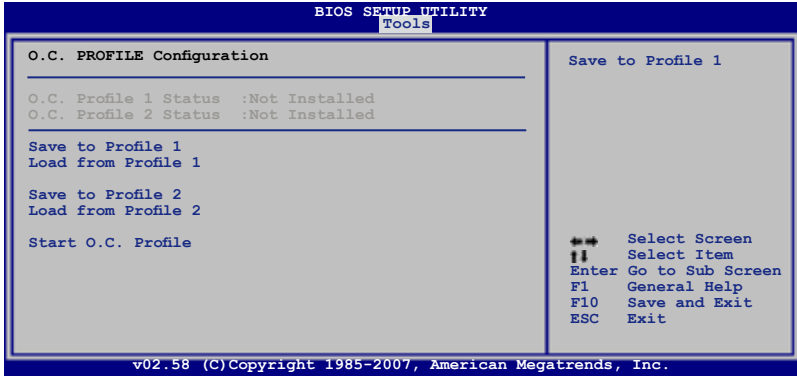 BIOS SETUP UTILITY
Tools
O.C. PROFILE Configuration
O.C. Profile 1 Status :Not Installed
O.C. Profile 2 Status :Not Installed
Save to Profile 1
Load from Profile 1
Save to Profile 2
Load from Profile 2
Start O.C. Profile
Save to Profile 1
Select Screen
Select Item
Enter Go to Sub Screen
F1 General Help
F10 Save and Exit
ESC Exit
v02.58 (C)Copyright 1985-2007, American Megatrends, Inc.